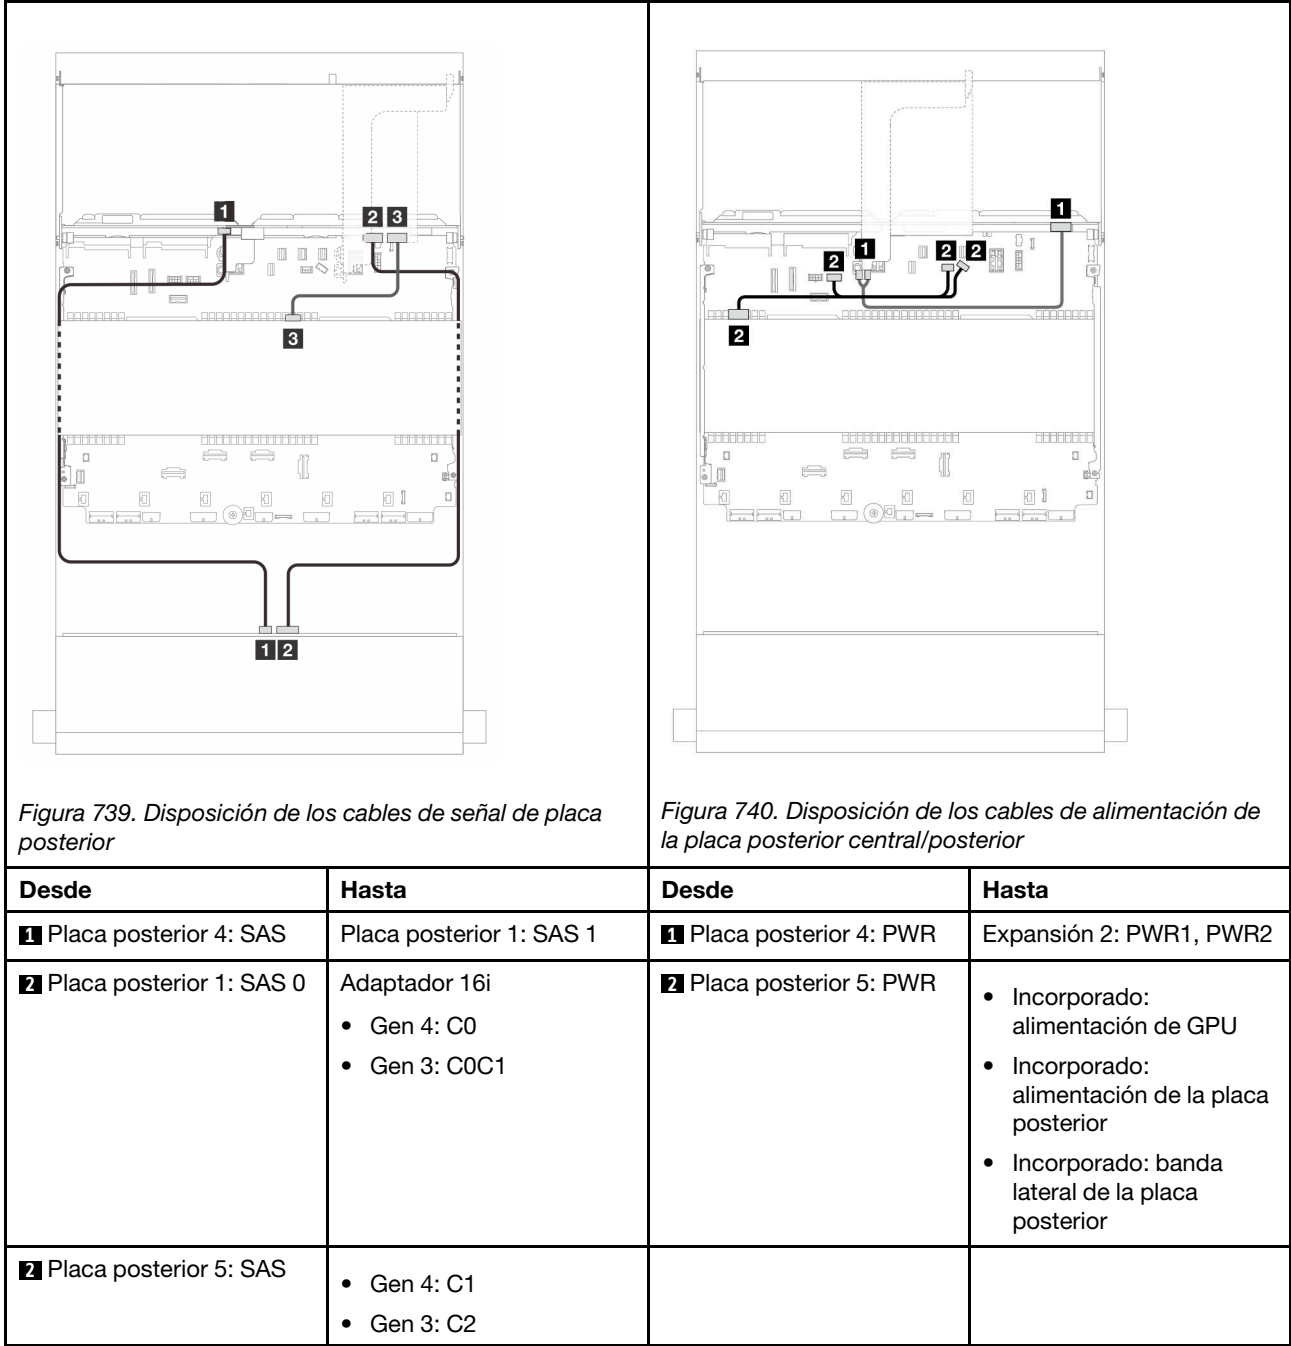 1
2 3
3
1 2
Figura 739. Disposición de los cables de señal de placa
posterior
1
1
2
2 2
2
Figura 740. Disposición de los cables de alimentación de
la placa posterior central/posterior
Desde
Hasta
Desde
Hasta
1 Placa posterior 4: SAS
Placa posterior 1: SAS 1
1 Placa posterior 4: PWR
Expansión 2: PWR1, PWR2
2 Placa posterior 1: SAS 0
Adaptador 16i
• Gen 4: C0
• Gen 3: C0C1
2 Placa posterior 5: PWR
• Incorporado:
alimentación de GPU
• Incorporado:
alimentación de la placa
posterior
• Incorporado: banda
lateral de la placa
posterior
2 Placa posterior 5: SAS
• Gen 4: C1
• Gen 3: C2